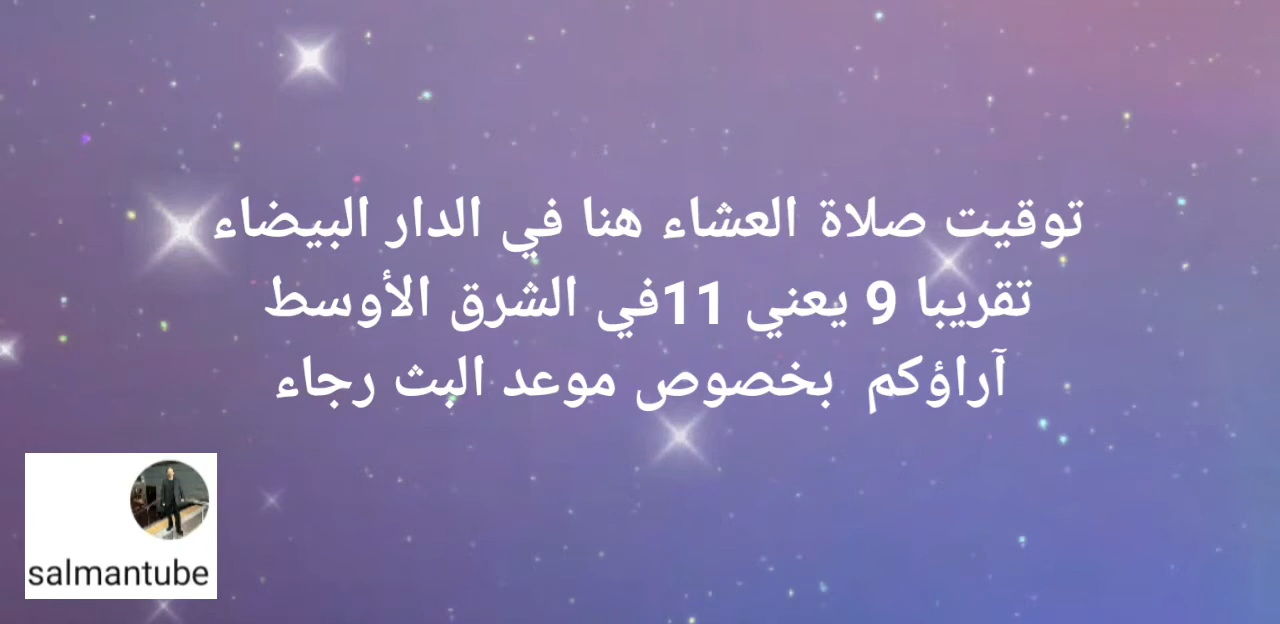 توقيت صلاة العشاء هنا في الدار البيضاء
تقريبا 9 يعني 11في الشرق الأوسط
آراؤكم بخصوص موعد البث رجاء
salmantube